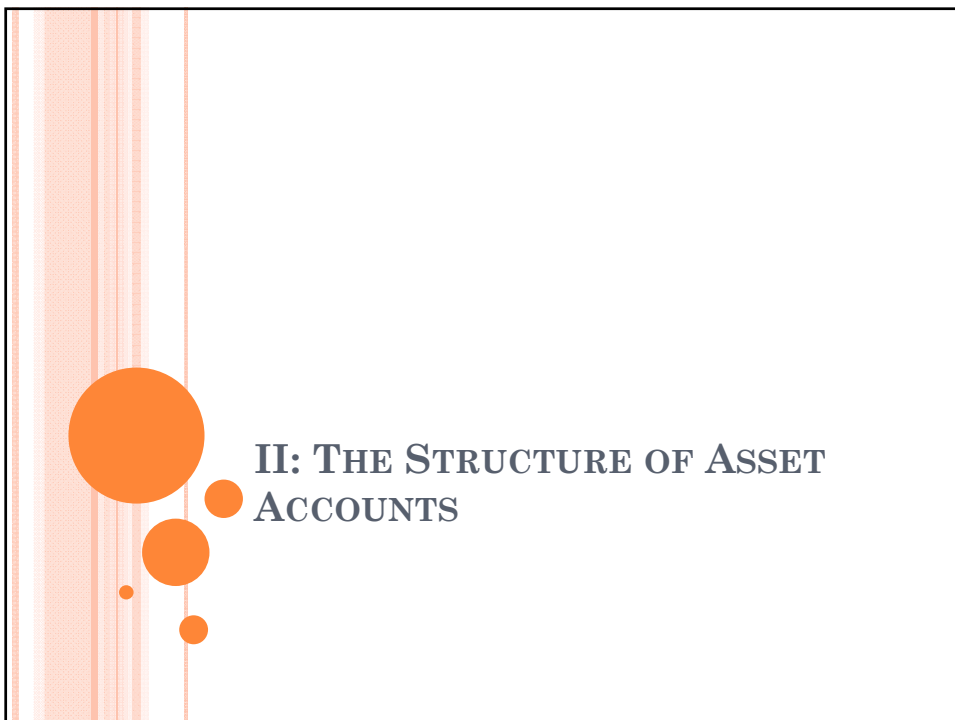 II: THE STRUCTURE OF ASSET
ACCOUNTS